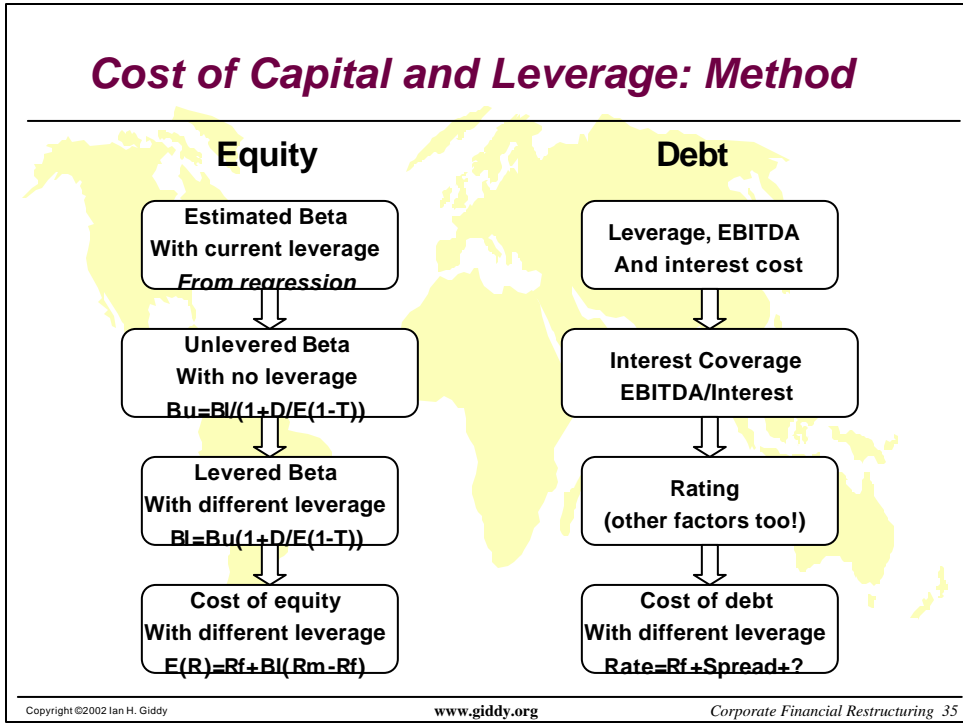 Cost of Capital and Leverage: Method
Equity
Estimated Beta
With current leverage
From regression
Unlevered Beta
With no leverage
Bu=Bl/(1+D/E(1-T))
Levered Beta
With different leverage
Bl=Bu(1+D/E(1-T))
Cost of equity
With different leverage
E(R)=Rf+Bl(Rm-Rf)
Debt
Leverage, EBITDA
And interest cost
Interest Coverage
EBITDA/Interest
Rating
(other factors too!)
Cost of debt
With different leverage
Rate=Rf+Spread+?
Copyright ©2002 Ian H. Giddy
www.giddy.org
Corporate Financial Restructuring 35